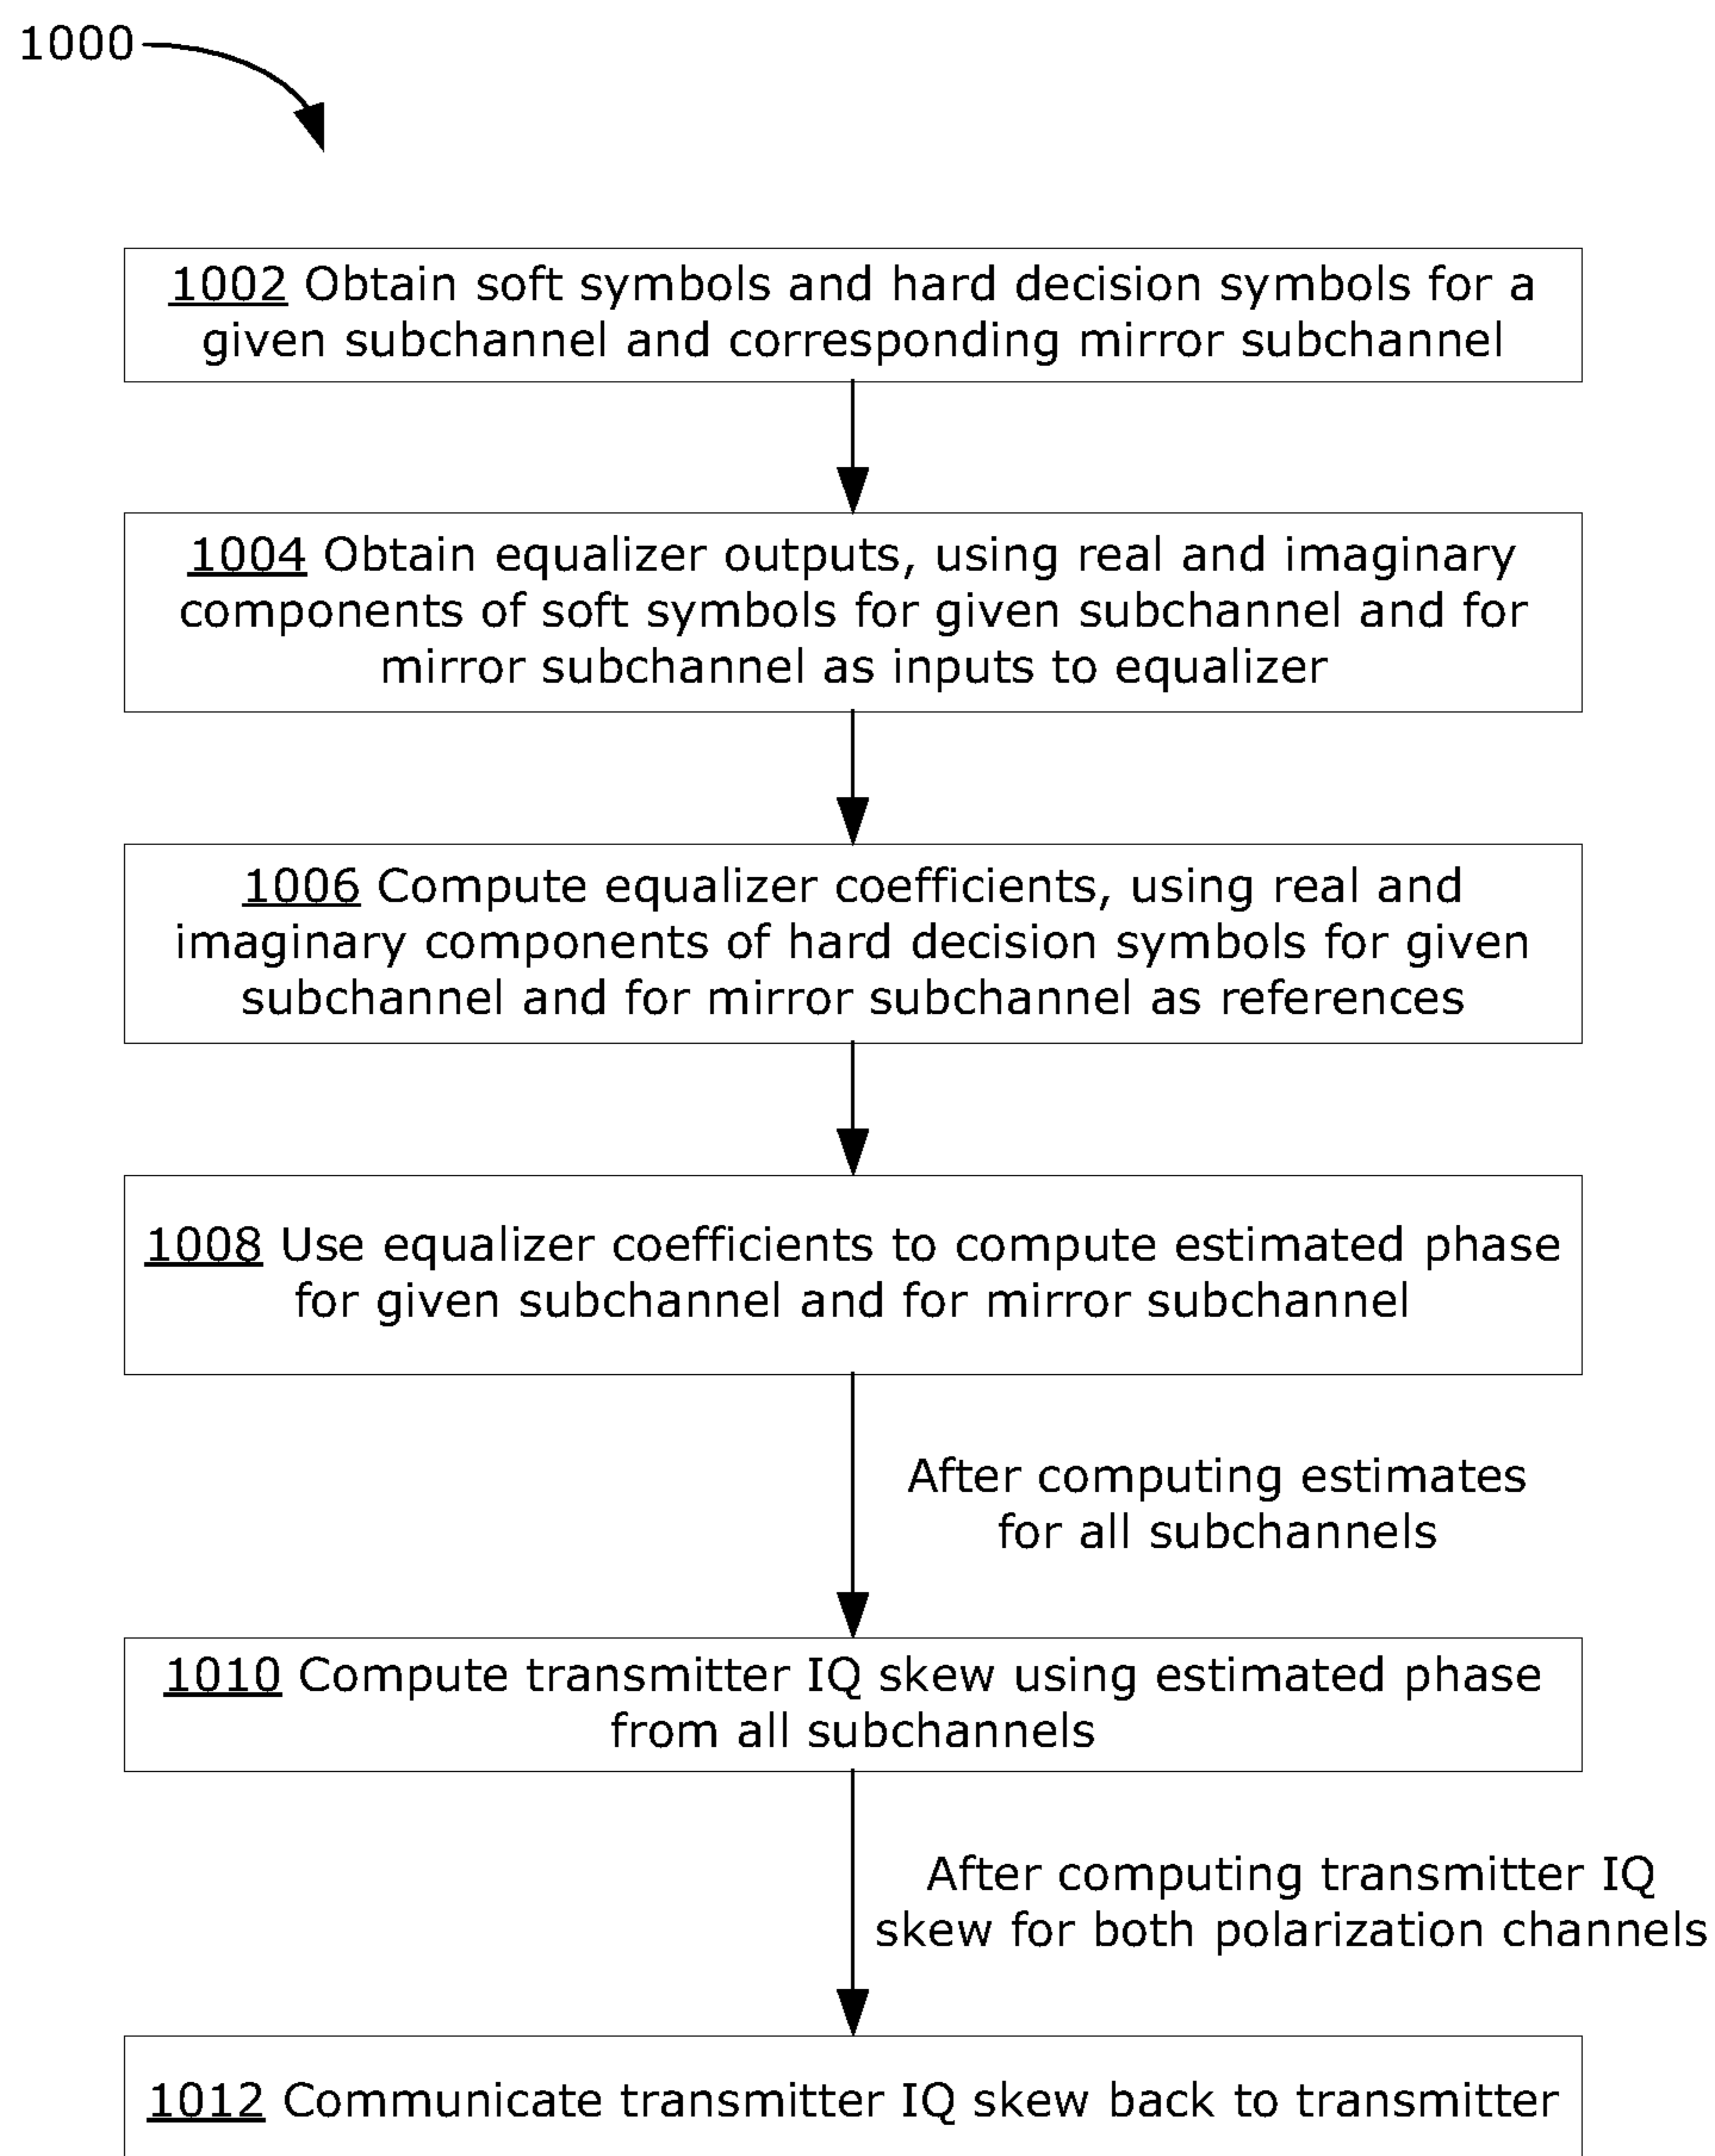 1000
1002 Obtain soft symbols and hard decision symbols for a
given subchannel and corresponding mirror subchannel
1004 Obtain equalizer outputs, using real and imaginary
components of soft symbols for given subchannel and for
mirror subchannel as inputs to equalizer
1006 Compute equalizer coefficients, using real and
imaginary components of hard decision symbols for given
subchannel and for mirror subchannel as references
1008 Use equalizer coefficients to compute estimated phase
for given subchannel and for mirror subchannel
After computing estimates
for all subchannels
1010 Compute transmitter IQ skew using estimated phase
from all subchannels
After computing transmitter IQ
skew for both polarization channels
1012 Communicate transmitter IQ skew back to transmitter